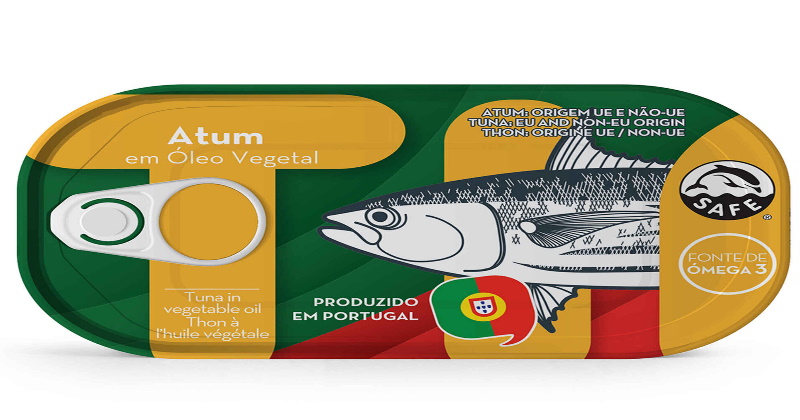 Atum
em Óleo Vegetal
ATUM: ORIGEM UE E NÃO-UE
TUNA: EU AND NON-EU ORIGIN
THON: ORIGINE UE / NON-UE
SAFE
FONTE DE
ÓMEGA 3
Tuna in
vegetable oil
Thon à
l'huile végétale
PRODUZIDO
EM PORTUGAL